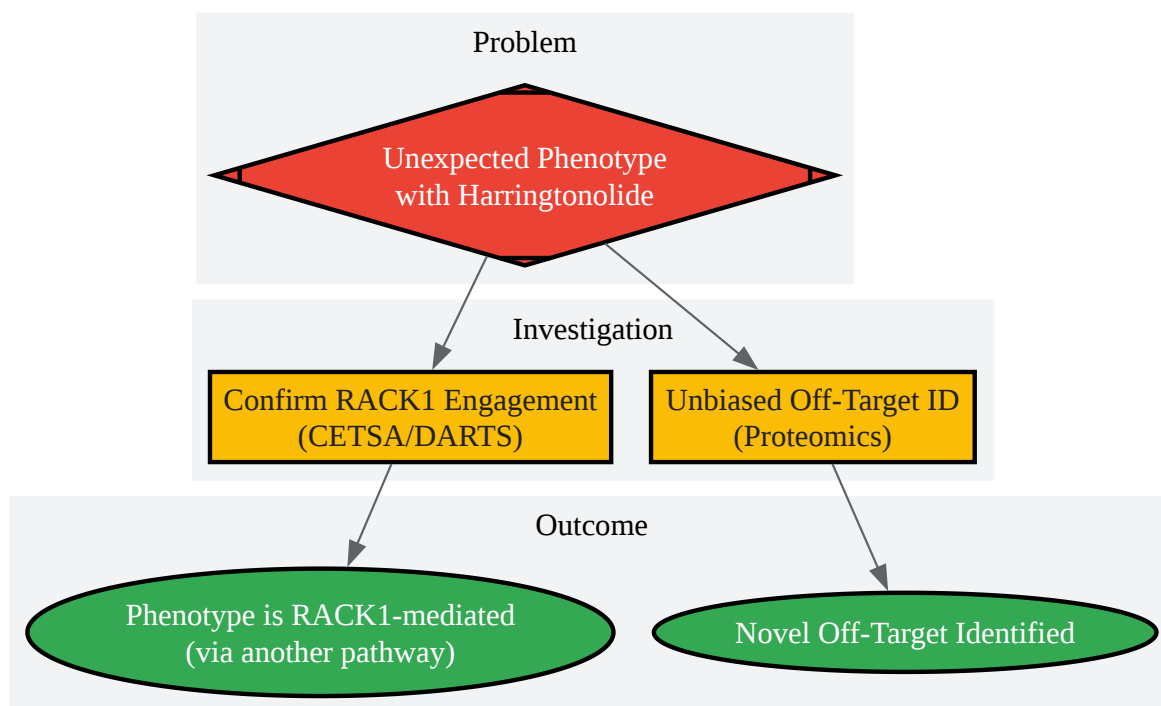 Problem
Unexpected Phenotype
with Harringtonolide
Investigation
Confirm RACK1 Engagement
(CETSA/DARTS)
Unbiased Off-Target ID
(Proteomics)
Outcome
Phenotype is RACK1-mediated
(via another pathway)
Novel Off-Target Identified